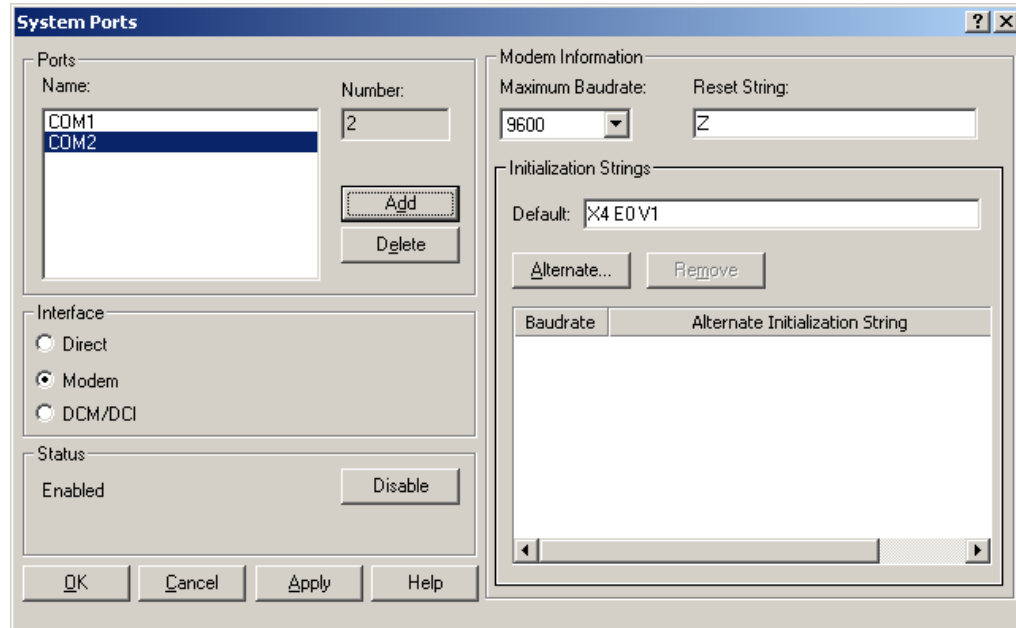 System Ports
Ports
Name:
Number:
COM1
COM2
2
Add
Delete
Interface
Direct
Modem
DCM/DCI
Status
Enabled
Disable
OK
Cancel
Apply
Help
Modem Information
Maximum Baudrate:
Reset String:
9600
Z
Initialization Strings
Default:
X4 E0 V1
Alternate...
Remove
Baudrate
Alternate Initialization String